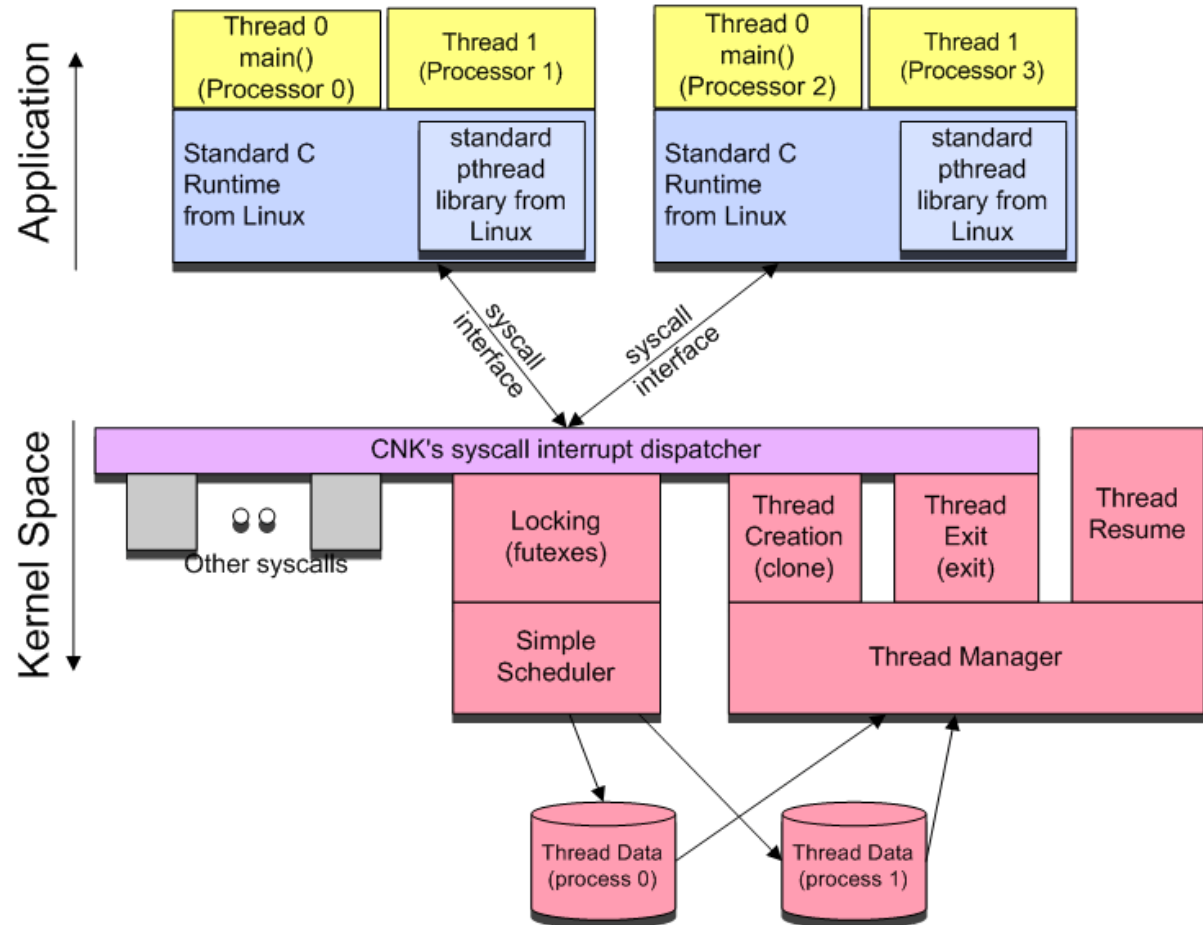 Application
Thread 0
main()
(Processor 0)
Thread 1
(Processor 1)
Standard C
Runtime
from Linux
standard
pthread
library from
Linux
Thread 0
main()
(Processor 2)
Thread 1
(Processor 3)
Standard C
Runtime
from Linux
standard
pthread
library from
Linux
syscall
interface
syscall
interface
Kernel Space
CNK's syscall interrupt dispatcher
Other syscalls
Locking
(futexes)
Simple
Scheduler
Thread
Creation
(clone)
Thread
Exit
(exit)
Thread
Resume
Thread Manager
Thread Data
(process 0)
Thread Data
(process 1)